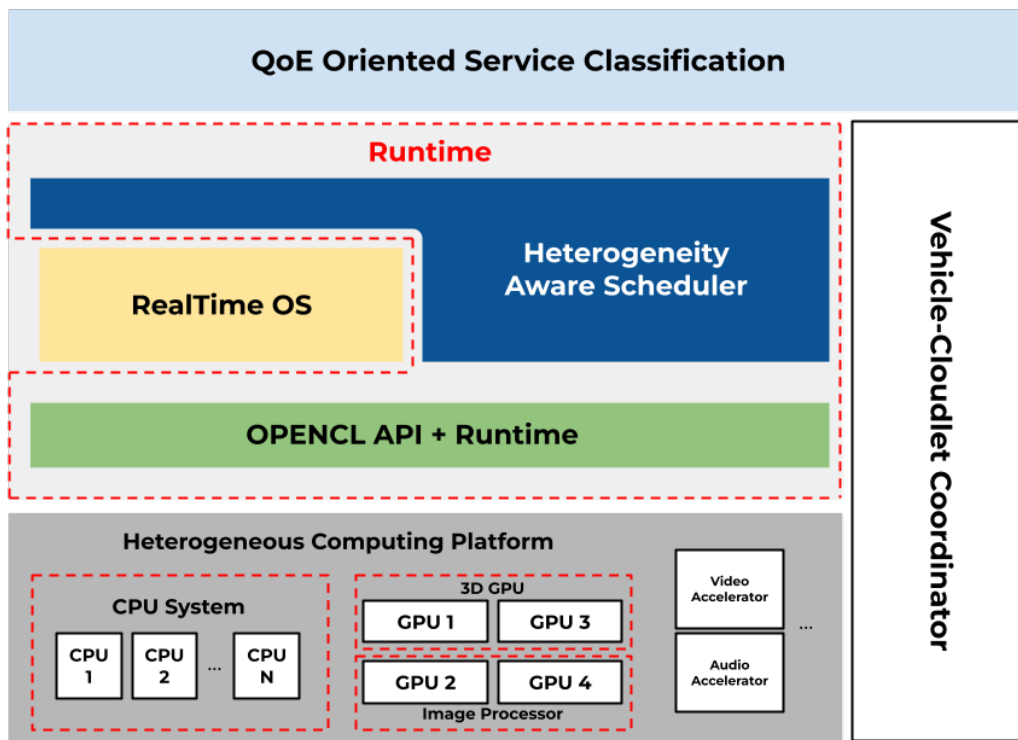 QoE Oriented Service Classification
Runtime
Heterogeneity
Aware Scheduler
RealTime OS
OPENCL API + Runtime
Vehicle-Cloudlet Coordinator
Heterogeneous Computing Platform
CPU System
CPU
1
CPU
2
...
CPU
N
3D GPU
GPU 1
GPU 3
GPU 2
GPU 4
Image Processor
Video
Accelerator
Audio
Accelerator
...